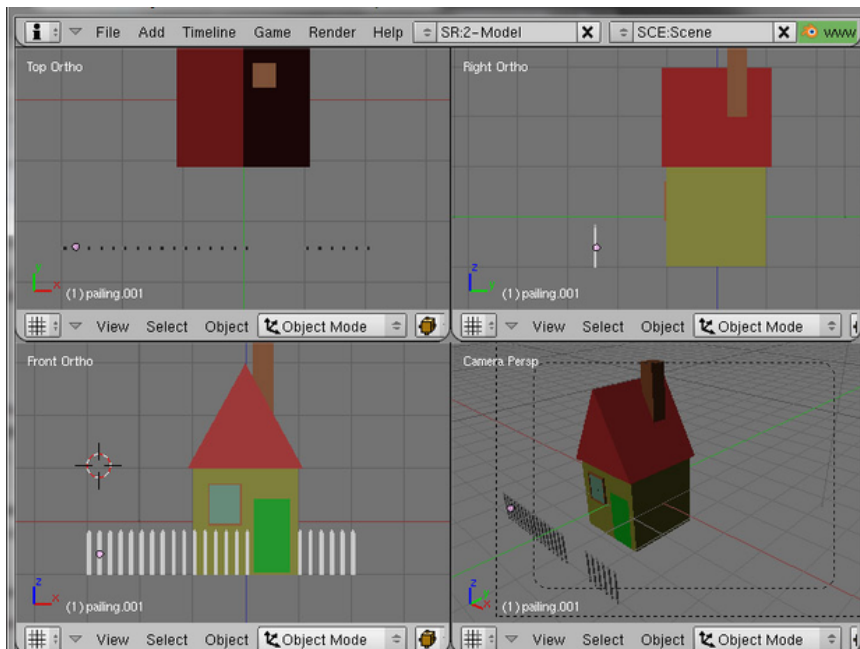 File Add Timeline Game Render Help SR:2-Model SCE:Scene www
Top Ortho
Right Ortho
z
x
(1) pailing.001
z
y
(1) pailing.001
View Select Object Object Mode
View Select Object Object Mode
Front Ortho
Camera Persp
z
x
(1) pailing.001
z
x
(1) pailing.001
View Select Object Object Mode
View Select Object Object Mode